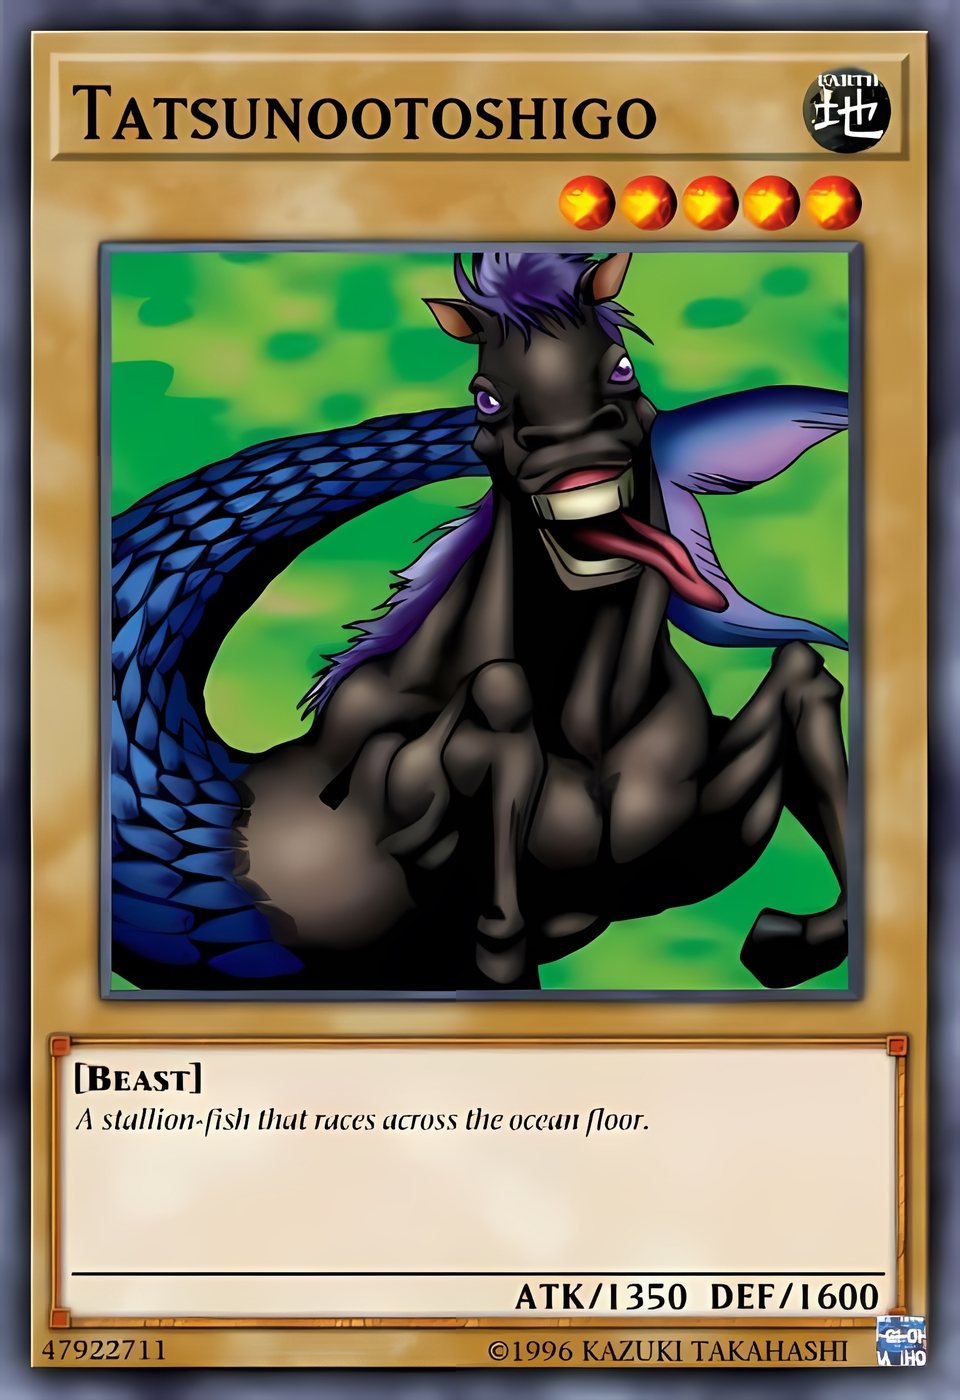 TATSUNOOTOSHIGO
地
[BEAST]
A stallion-fish that races across the ocean floor.
ATK/1350 DEF/1600
47922711
©1996 KAZUKI TAKAHASHI